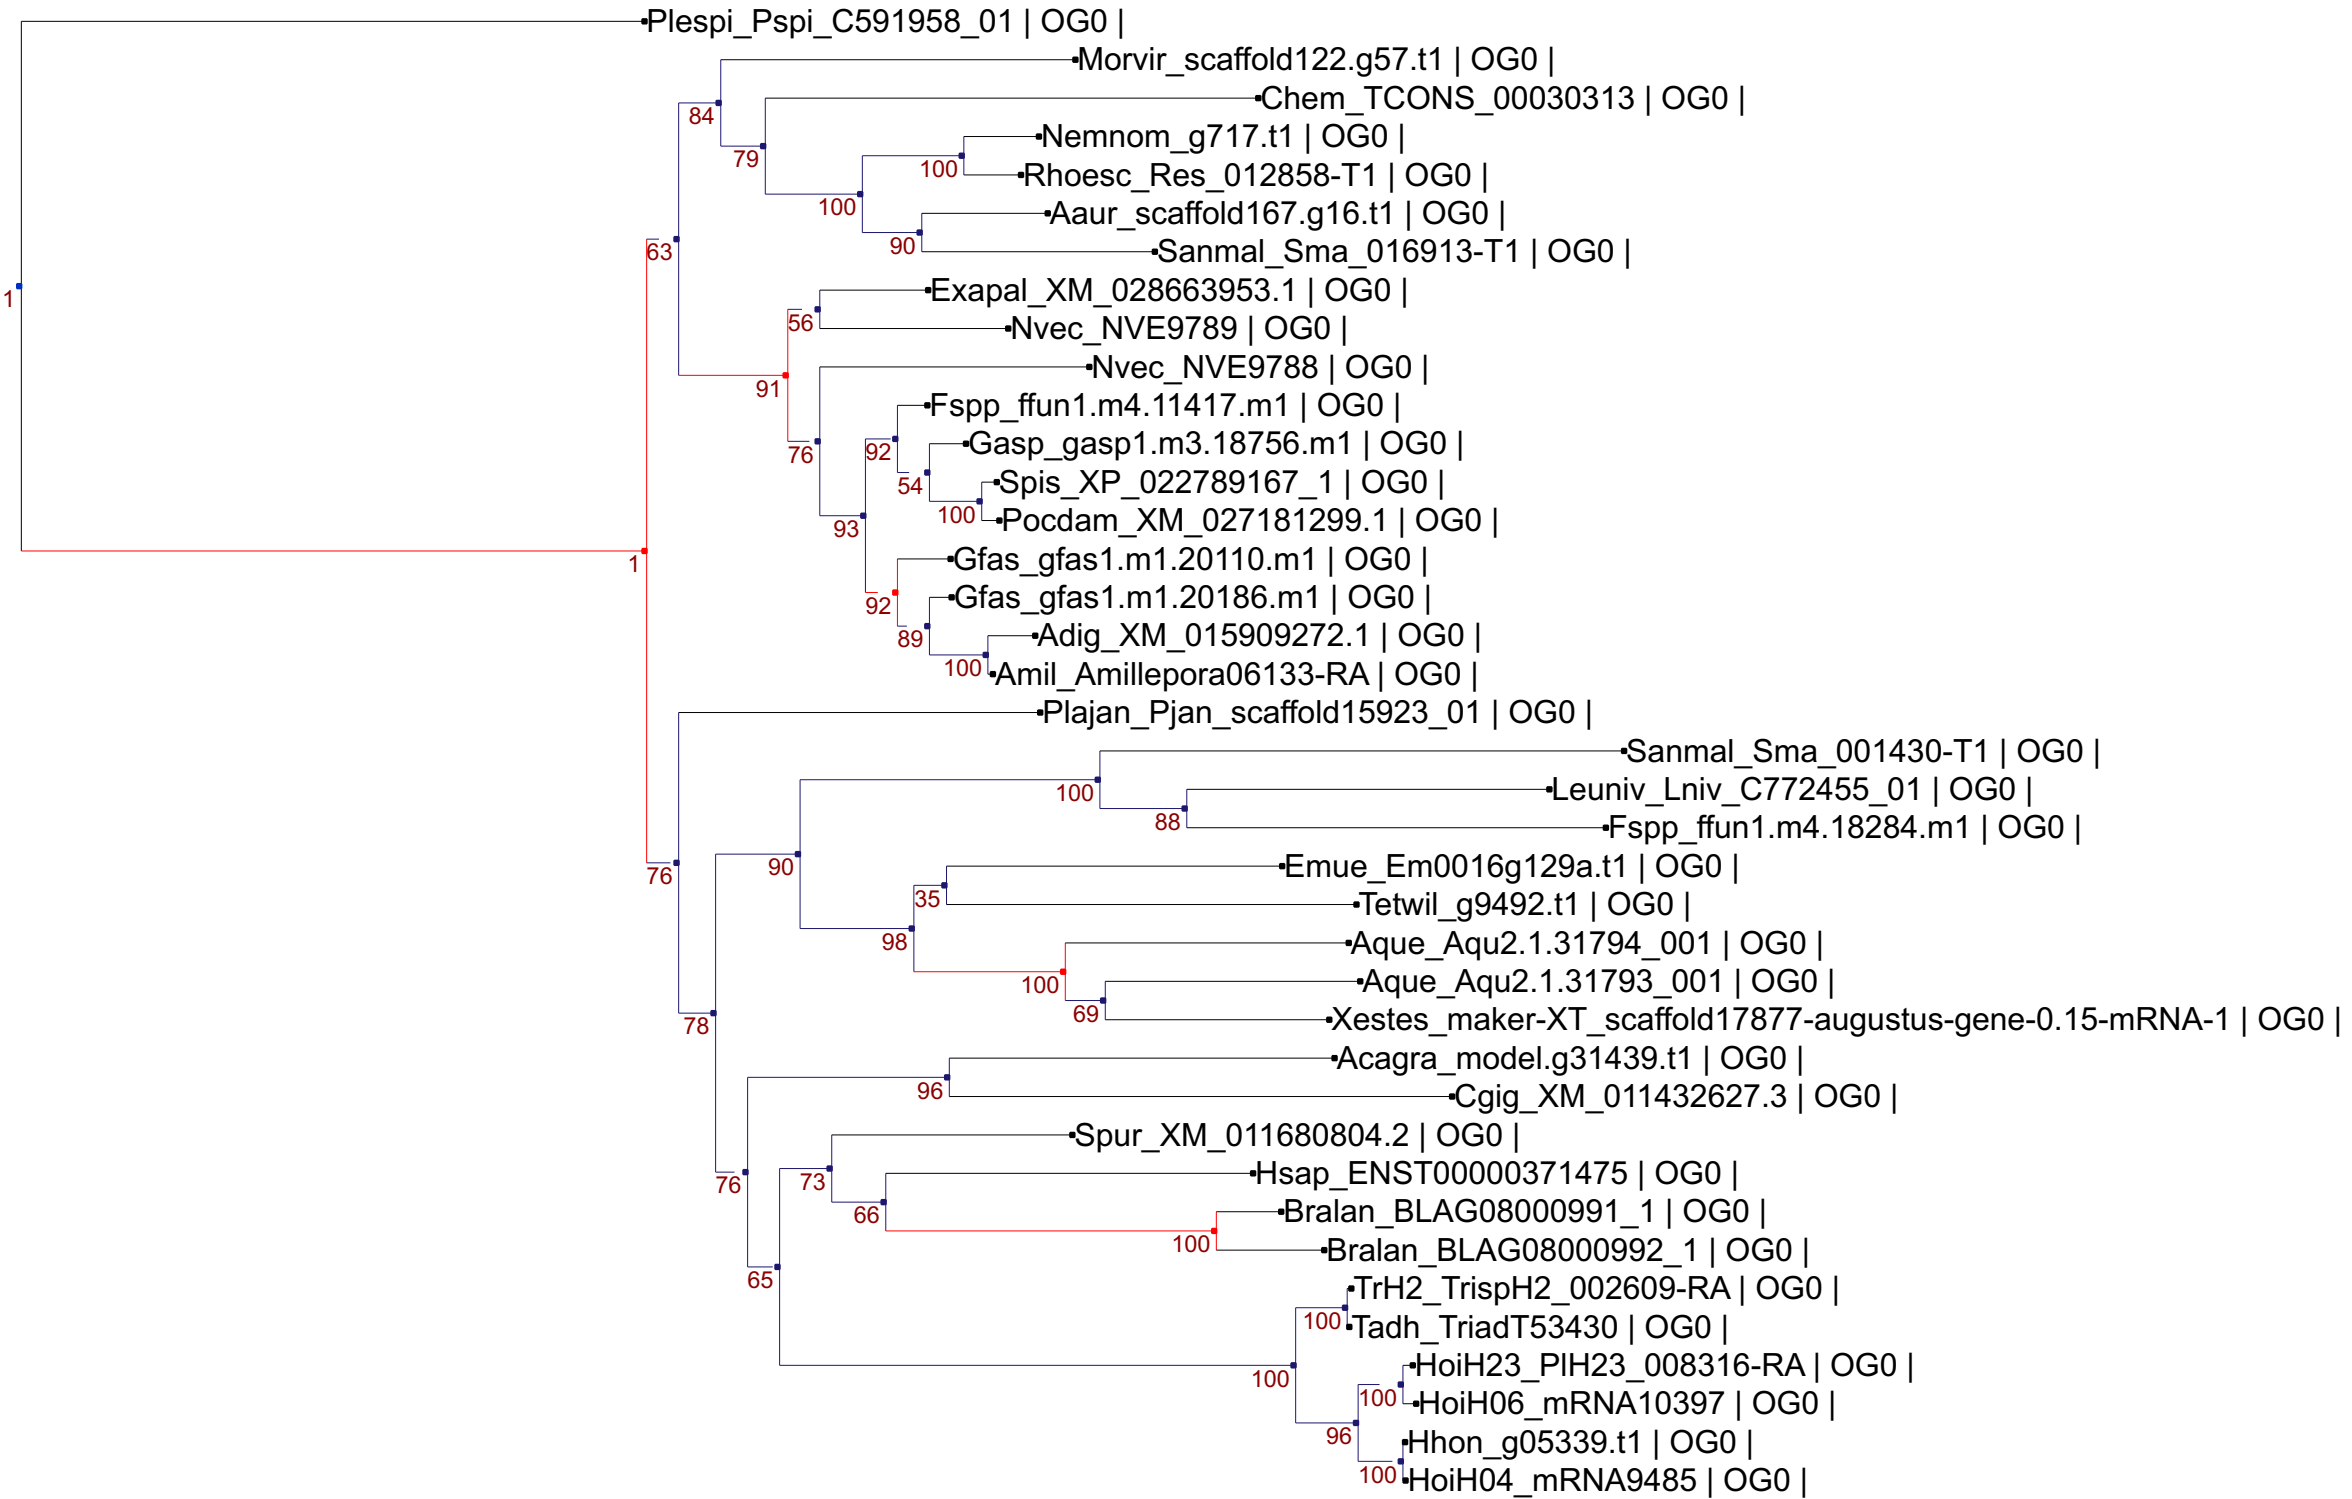 Plespi_Pspi_C591958_01 | OG0 |
Morvir_scaffold122.g57.t1 | OG0 |
Chem_TCONS_00030313 | OG0 |
84
Nemnom_g717.t1 | OG0 |
79
100
Rhoesc_Res_012858-T1 | OG0 |
100
Aaur_scaffold167.g16.t1 | OG0 |
90
63
Sanmal_Sma_016913-T1 | OG0 |
1
Exapal_XM_028663953.1 | OG0 |
56
Nvec_NVE9789 | OG0 |
91
Nvec_NVE9788 | OG0 |
Fspp_ffun1.m4.11417.m1 | OG0 |
76
92
Gasp_gasp1.m3.18756.m1 | OG0 |
54
Spis_XP_022789167_1 | OG0 |
93
100
Pocdam_XM_027181299.1 | OG0 |
1
Gfas_gfas1.m1.20110.m1 | OG0 |
92
Gfas_gfas1.m1.20186.m1 | OG0 |
89
Adig_XM_015909272.1 | OG0 |
100
Amil_Amillepora06133-RA | OG0 |
Plajan_Pjan_scaffold15923_01 | OG0 |
Sanmal_Sma_001430-T1 | OG0 |
100
Leuniv_Lniv_C772455_01 | OG0 |
88
Fspp_ffun1.m4.18284.m1 | OG0 |
76
90
Emue_Em0016g129a.t1 | OG0 |
35
Tetwil_g9492.t1 | OG0 |
98
Aque_Aqu2.1.31794_001 | OG0 |
100
Aque_Aqu2.1.31793_001 | OG0 |
78
69
Xestes_maker-XT_scaffold17877-augustus-gene-0.15-mRNA-1 | OG0 |
Acagra_model.g31439.t1 | OG0 |
96
Cgig_XM_011432627.3 | OG0 |
Spur_XM_011680804.2 | OG0 |
76
73
Hsap_ENST00000371475 | OG0 |
66
Bralan_BLAG08000991_1 | OG0 |
100
Bralan_BLAG08000992_1 | OG0 |
65
TrH2_TrispH2_002609-RA | OG0 |
100
Tadh_TriadT53430 | OG0 |
100
HoiH23_PlH23_008316-RA | OG0 |
100
HoiH06_mRNA10397 | OG0 |
96
Hhon_g05339.t1 | OG0 |
100
HoiH04_mRNA9485 | OG0 |